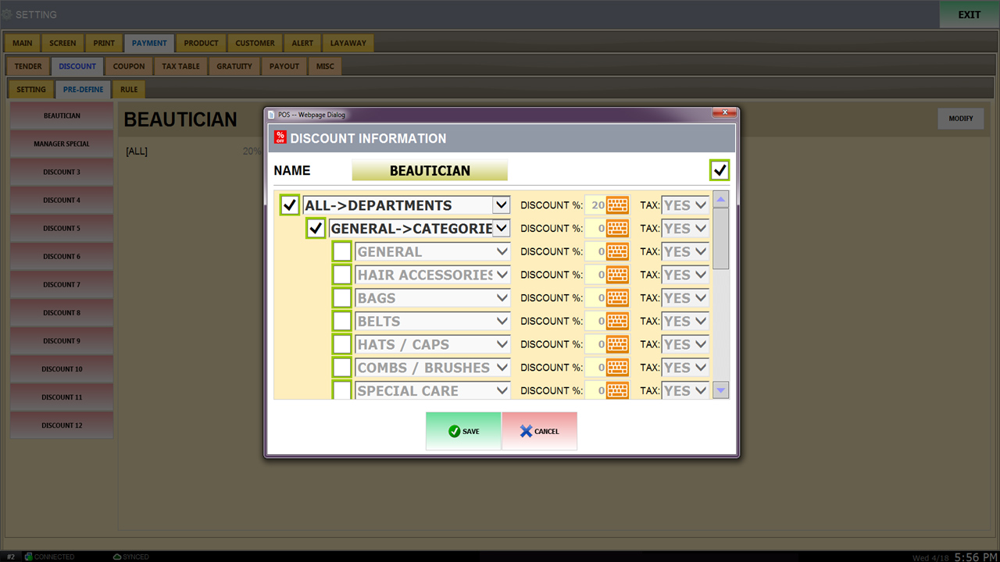 SETTING
EXIT
MAIN SCREEN PRINT PAYMENT PRODUCT CUSTOMER ALERT LAYAWAY
TENDER DISCOUNT COUPON TAX TABLE GRATUITY PAYOUT MISC
SETTING PRE-DEFINE RULE
BEAUTICIAN
MANAGER SPECIAL
DISCOUNT 3
DISCOUNT 4
DISCOUNT 5
DISCOUNT 6
DISCOUNT 7
DISCOUNT 8
DISCOUNT 9
DISCOUNT 10
DISCOUNT 11
DISCOUNT 12
BEAUTICIAN
MODIFY
[ALL] 20%
POS -- Webpage Dialog
% OFF DISCOUNT INFORMATION
NAME BEAUTICIAN
ALL->DEPARTMENTS DISCOUNT %: 20 TAX: YES
GENERAL->CATEGORIE DISCOUNT %: 0 TAX: YES
GENERAL DISCOUNT %: 0 TAX: YES
HAIR ACCESSORIES DISCOUNT %: 0 TAX: YES
BAGS DISCOUNT %: 0 TAX: YES
BELTS DISCOUNT %: 0 TAX: YES
HATS / CAPS DISCOUNT %: 0 TAX: YES
COMBS / BRUSHES DISCOUNT %: 0 TAX: YES
SPECIAL CARE DISCOUNT %: 0 TAX: YES
SAVE CANCEL
#2 CONNECTED SYNCED Wed 4/18 5:56 PM